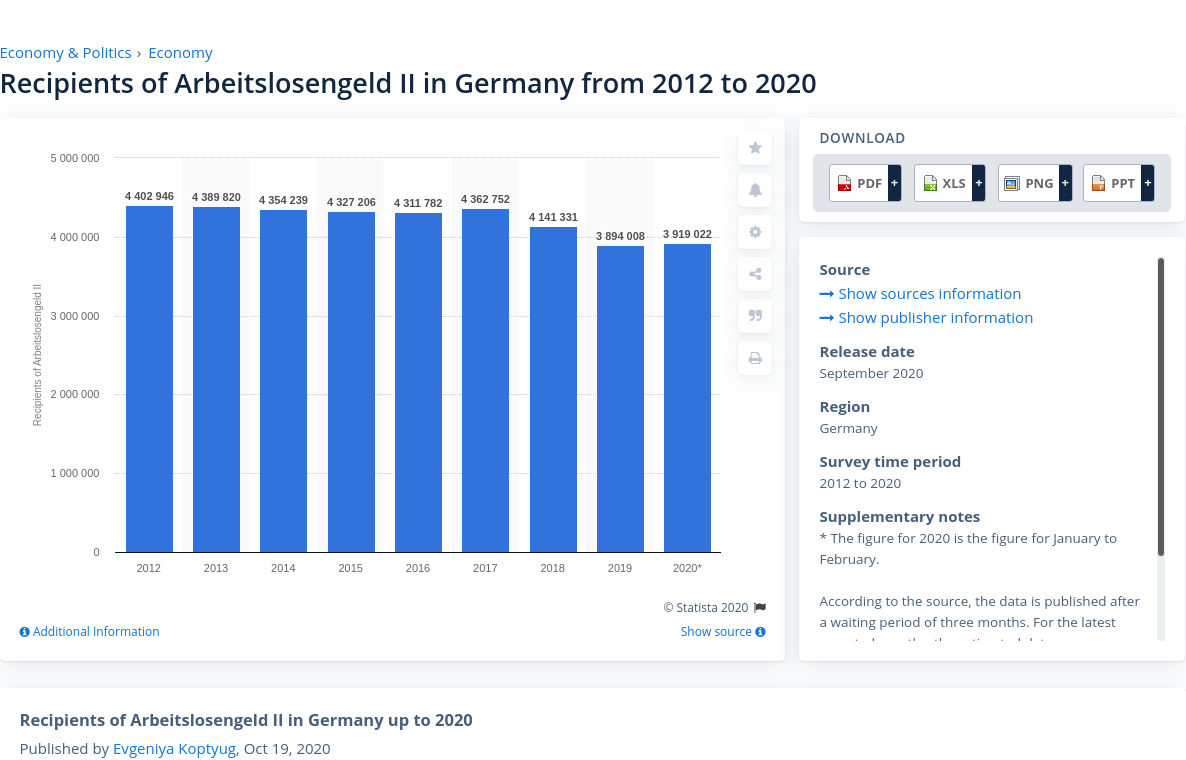 Economy & Politics › Economy
Recipients of Arbeitslosengeld II in Germany from 2012 to 2020
5 000 000
4 000 000
3 000 000
2 000 000
1 000 000
0
Recipients of Arbeitslosengeld II
4 402 946
4 389 820
4 354 239
4 327 206
4 311 782
4 362 752
4 141 331
3 894 008
3 919 022
2012
2013
2014
2015
2016
2017
2018
2019
2020*
© Statista 2020
Additional Information
Show source
DOWNLOAD
PDF +
XLS +
PNG +
PPT +
Source
Show sources information
Show publisher information
Release date
September 2020
Region
Germany
Survey time period
2012 to 2020
Supplementary notes
* The figure for 2020 is the figure for January to
February.
According to the source, the data is published after
a waiting period of three months. For the latest
Recipients of Arbeitslosengeld II in Germany up to 2020
Published by Evgeniya Koptyug, Oct 19, 2020